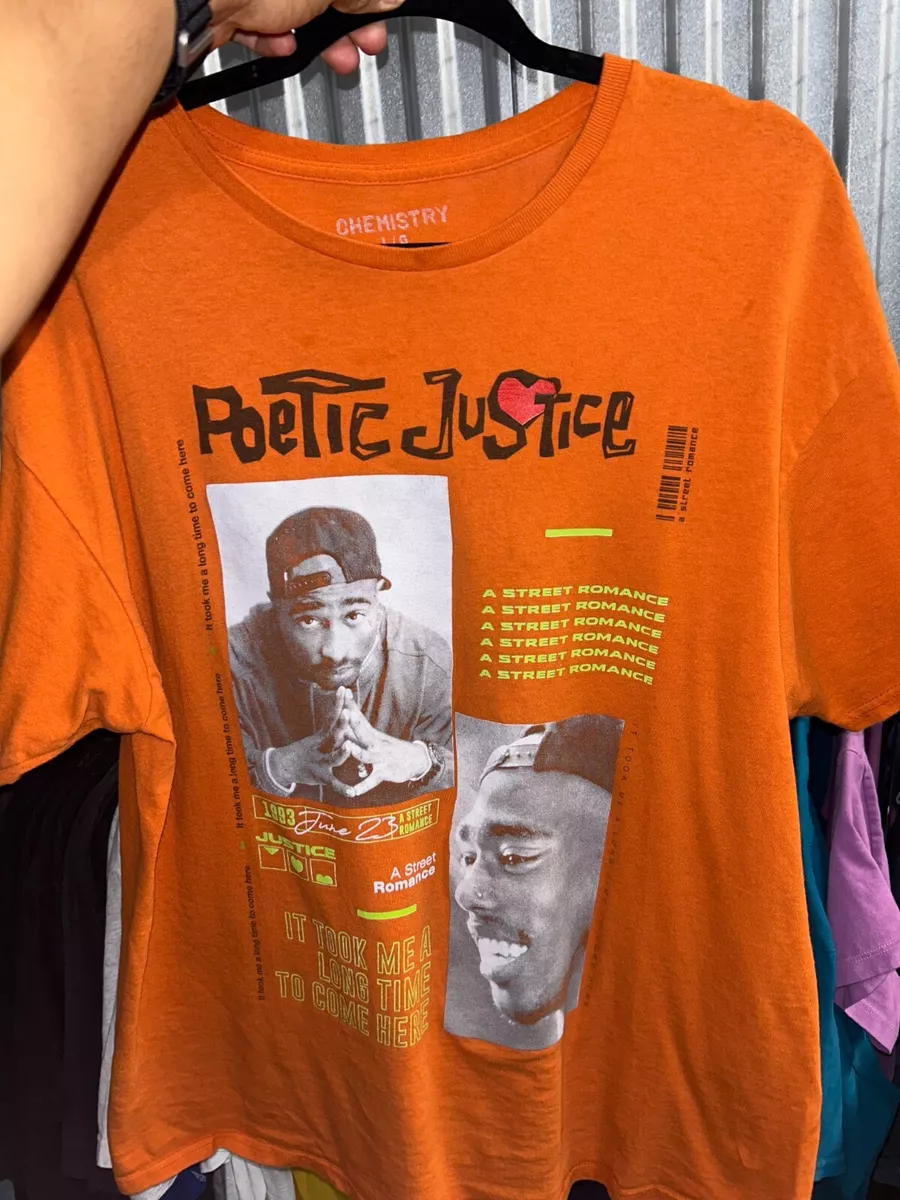 CHEMISTRY
Poetic Justice
a street romance
It took me a long time to come here
It took me a long time to come here
It took me a long time to come here
A STREET ROMANCE
A STREET ROMANCE
A STREET ROMANCE
A STREET ROMANCE
A STREET ROMANCE
A STREET ROMANCE
1993 June 23 A STREET
ROMANCE
JUSTICE
A Street
Romance
IT TOOK ME A
LONG TIME
TO COME HERE